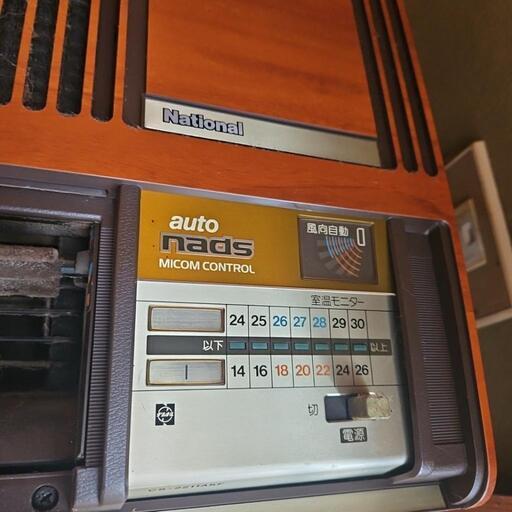 National
auto
nads
MICOM CONTROL
風向自動
室温モニター
24 25 26 27 28 29 30
以下 以上
14 16 18 20 22 24 26
切
電源